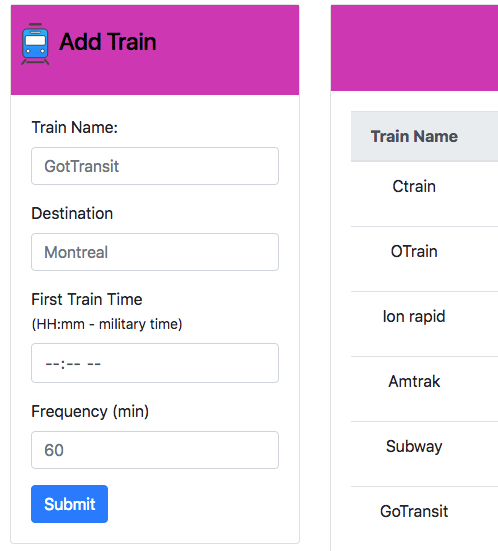 Add Train
Train Name:
GotTransit
Destination
Montreal
First Train Time
(HH:mm - military time)
--:-- --
Frequency (min)
60
Submit
Train Name
Ctrain
OTrain
Ion rapid
Amtrak
Subway
GoTransit